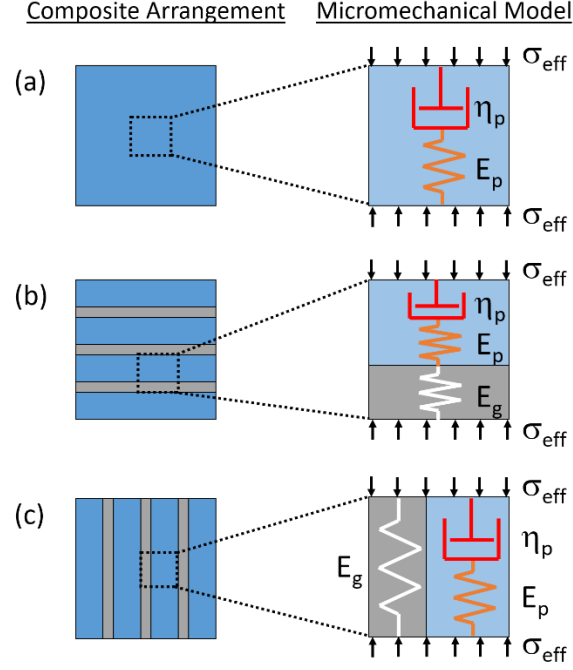 Composite Arrangement
Micromechanical Model
(a)
σeff
ηp
Ep
σeff
(b)
σeff
ηp
Ep
Eg
σeff
(c)
σeff
Eg
ηp
Ep
σeff